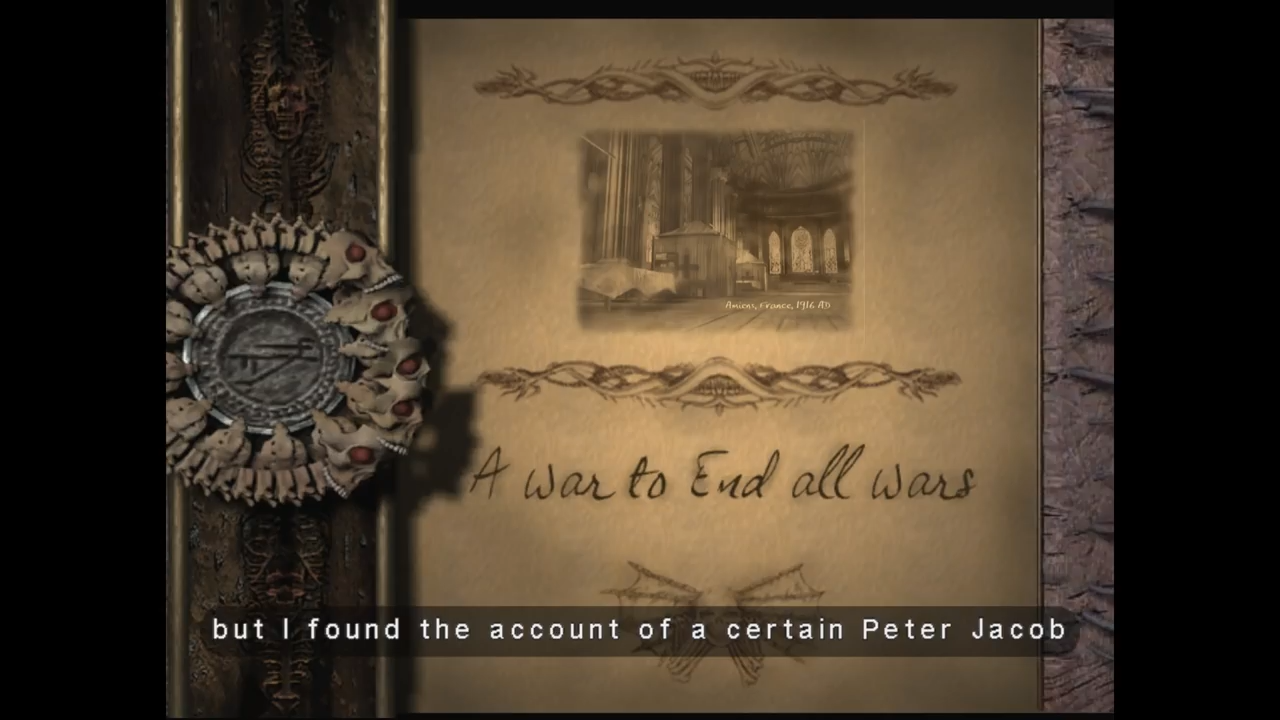 Amiens, France, 1916 AD
A war to End all wars
but I found the account of a certain Peter Jacob